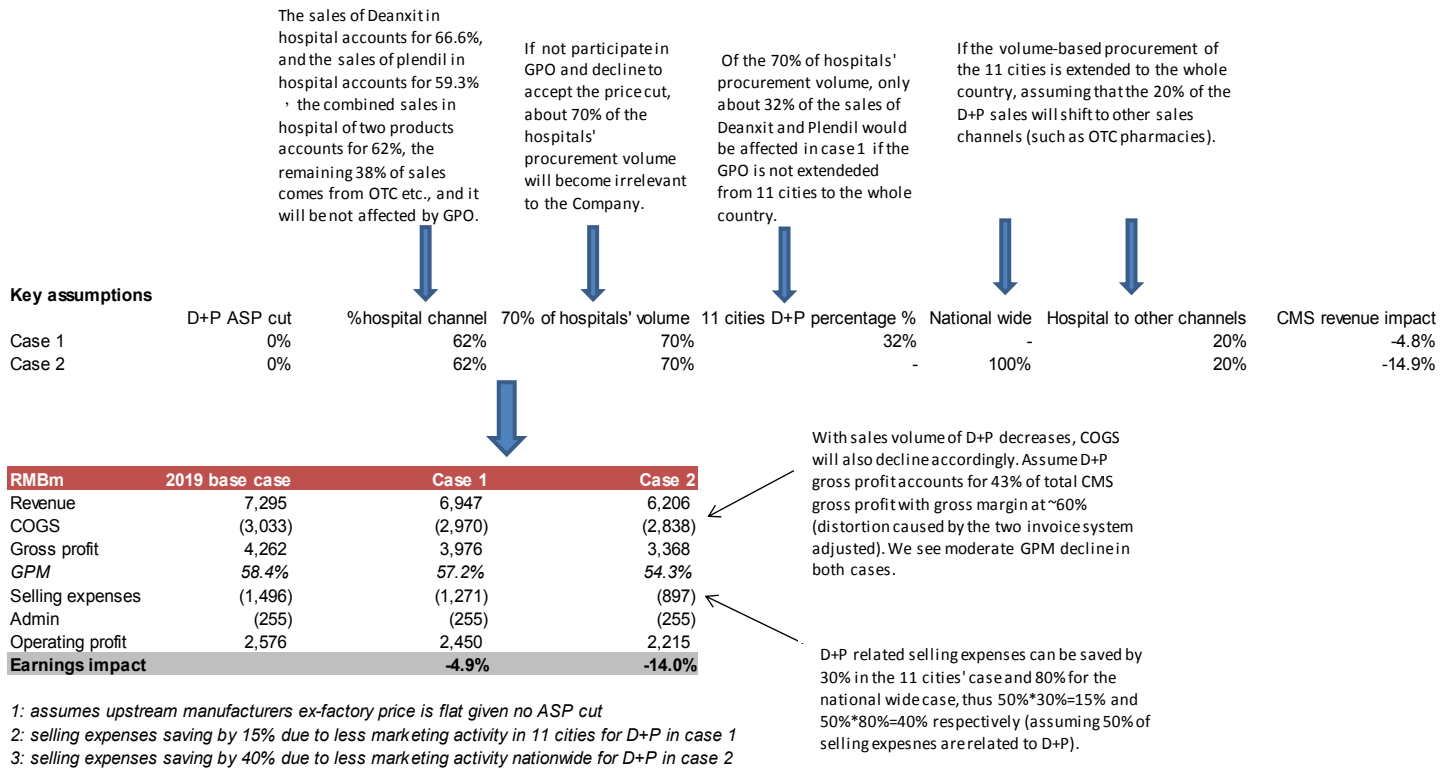 The sales of Deanxit in
hospital accounts for 66.6%,
and the sales of plendil in
hospital accounts for 59.3%
，the combined sales in
hospital of two products
accounts for 62%, the
remaining 38% of sales
comes from OTC etc., and it
will be not affected by GPO.
If not participate in
GPO and decline to
accept the price cut,
about 70% of the
hospitals'
procurement volume
will become irrelevant
to the Company.
Of the 70% of hospitals'
procurement volume, only
about 32% of the sales of
Deanxit and Plendil would
be affected in case 1 if the
GPO is not extendeded
from 11 cities to the whole
country.
If the volume-based procurement of
the 11 cities is extended to the whole
country, assuming that the 20% of the
D+P sales will shift to other sales
channels (such as OTC pharmacies).
Key assumptions
D+P ASP cut %hospital channel 70% of hospitals' volume 11 cities D+P percentage % National wide Hospital to other channels CMS revenue impact
Case 1 0% 62% 70% 32% - 20% -4.8%
Case 2 0% 62% 70% - 100% 20% -14.9%
RMBm 2019 base case Case 1 Case 2
Revenue 7,295 6,947 6,206
COGS (3,033) (2,970) (2,838)
Gross profit 4,262 3,976 3,368
GPM 58.4% 57.2% 54.3%
Selling expenses (1,496) (1,271) (897)
Admin (255) (255) (255)
Operating profit 2,576 2,450 2,215
Earnings impact -4.9% -14.0%
With sales volume of D+P decreases, COGS
will also decline accordingly. Assume D+P
gross profit accounts for 43% of total CMS
gross profit with gross margin at ~60%
(distortion caused by the two invoice system
adjusted). We see moderate GPM decline in
both cases.
D+P related selling expenses can be saved by
30% in the 11 cities' case and 80% for the
national wide case, thus 50%*30%=15% and
50%*80%=40% respectively (assuming 50% of
selling expesnes are related to D+P).
1: assumes upstream manufacturers ex-factory price is flat given no ASP cut
2: selling expenses saving by 15% due to less marketing activity in 11 cities for D+P in case 1
3: selling expenses saving by 40% due to less marketing activity nationwide for D+P in case 2